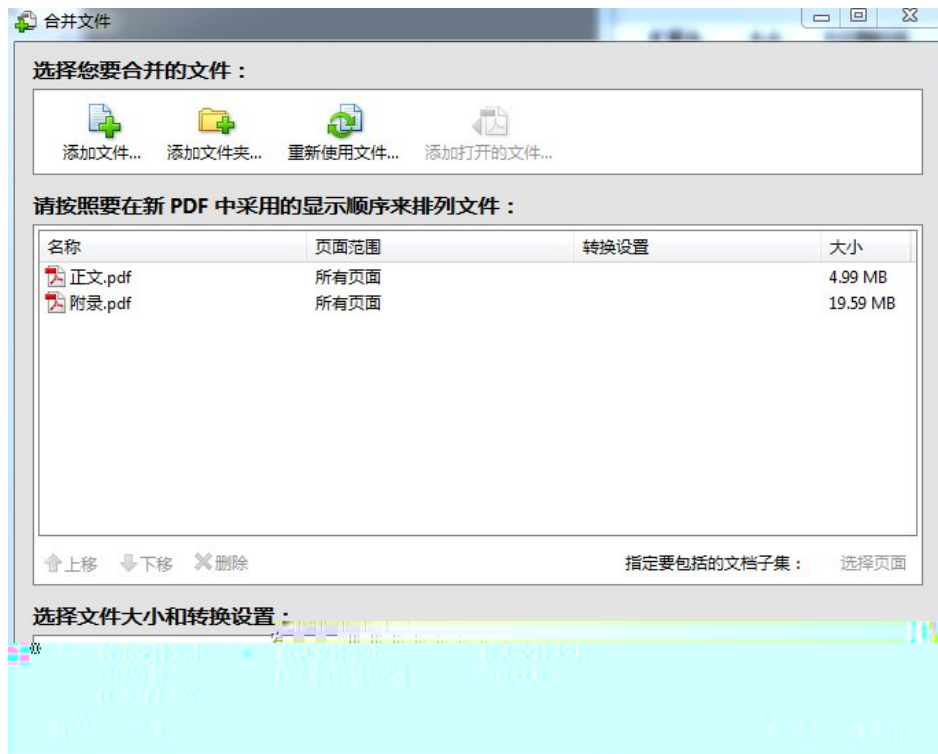 合并文件
选择您要合并的文件：
添加文件... 添加文件夹... 重新使用文件... 添加打开的文件...
请按照要在新 PDF 中采用的显示顺序来排列文件：
名称 页面范围 转换设置 大小
正文.pdf 所有页面 4.99 MB
附录.pdf 所有页面 19.59 MB
上移 下移 删除 指定要包括的文档子集： 选择页面
选择文件大小和转换设置：